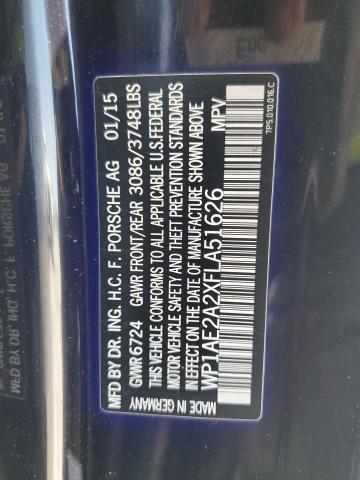 MFD BY DR. ING. H.C. F. PORSCHE AG 01/15
GVWR 6724 GAWR FRONT/REAR 3086/3748LBS
THIS VEHICLE CONFORMS TO ALL APPLICABLE U.S. FEDERAL
MOTOR VEHICLE SAFETY AND THEFT PREVENTION STANDARDS
IN EFFECT ON THE DATE OF MANUFACTURE SHOWN ABOVE
WP1AE2A2XFLA51626 MPV
MADE IN GERMANY
7P5.010.016.C